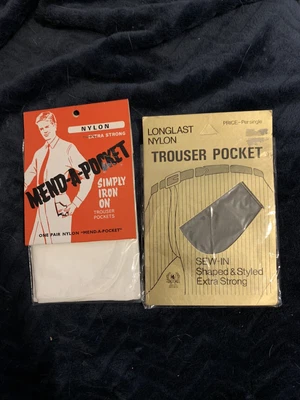 NYLON
EXTRA STRONG
MEND-A-POCKET
SIMPLY
IRON
ON
TROUSER
POCKETS
ONE PAIR NYLON "MEND-A-POCKET"
PRICE - Per single
LONGLAST
NYLON
TROUSER POCKET
SEW-IN
Shaped & Styled
Extra Strong